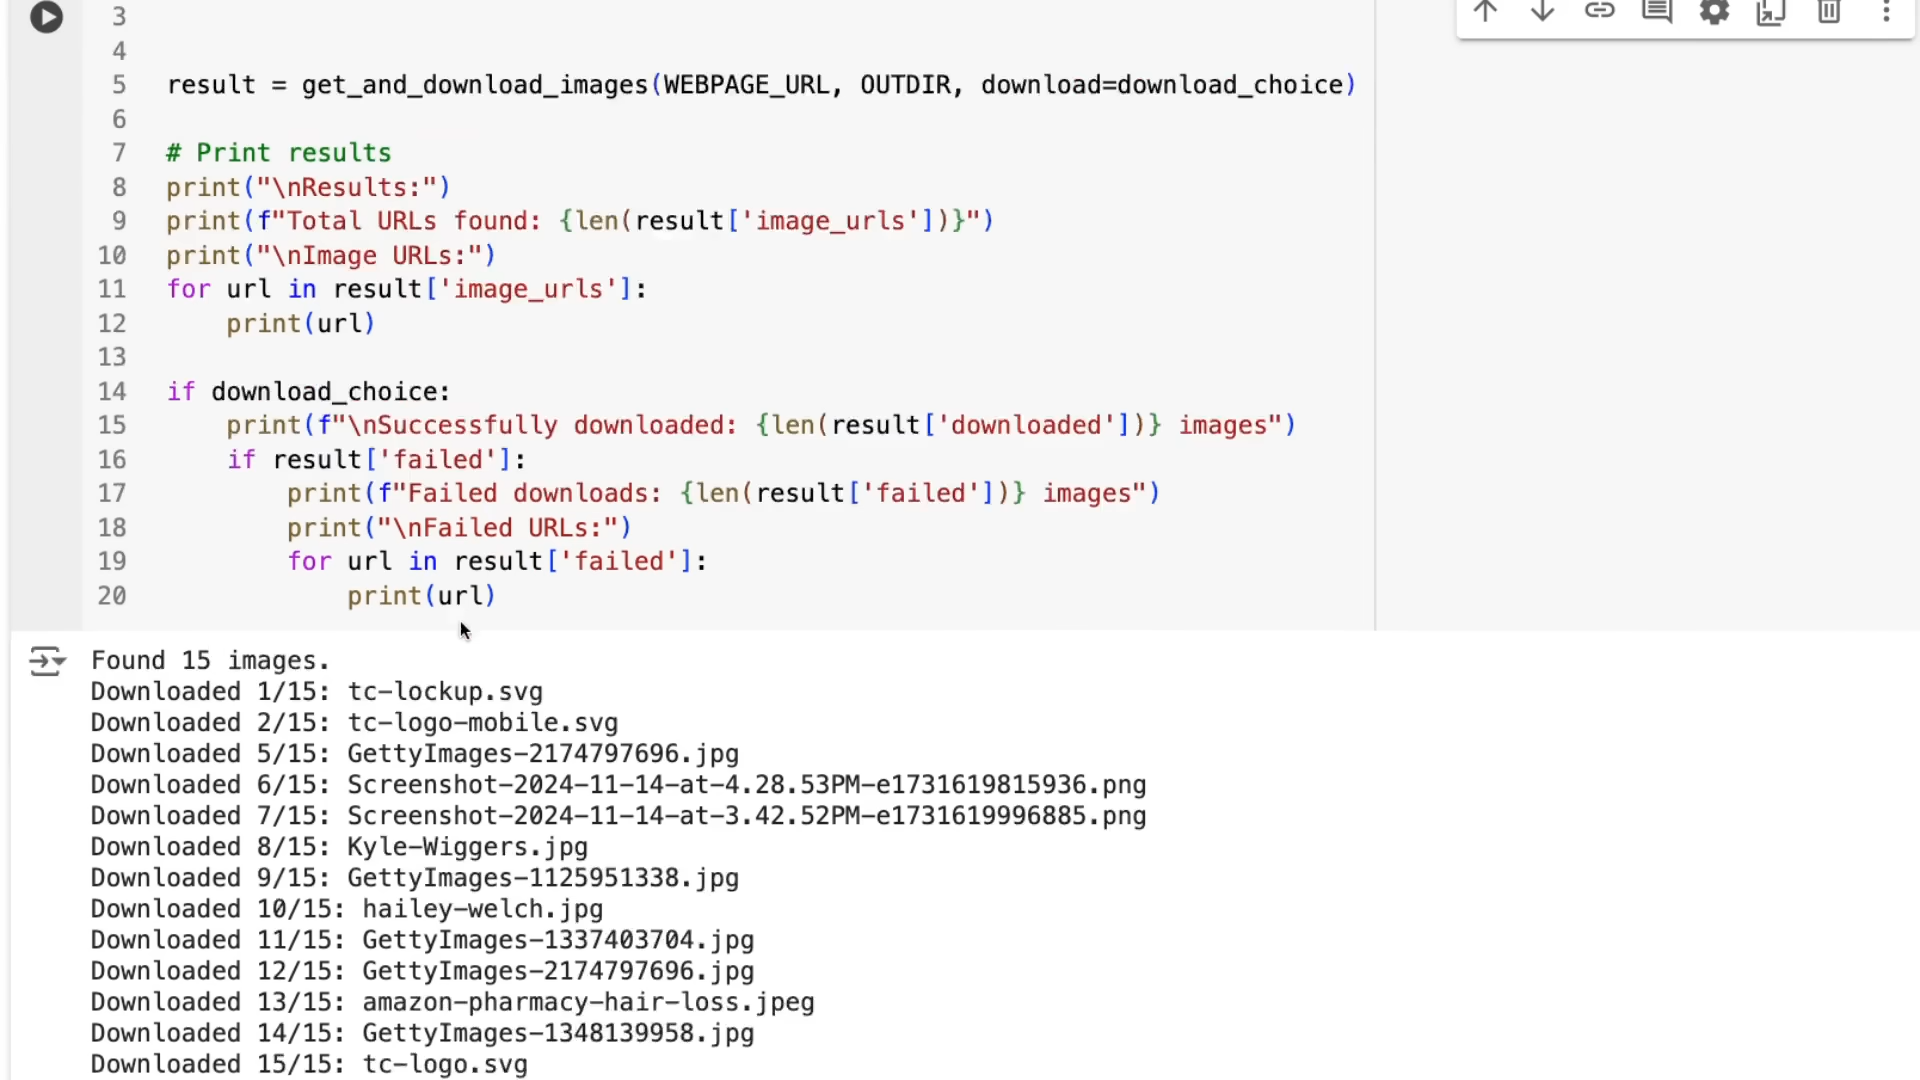 3
4
5 result = get_and_download_images(WEBPAGE_URL, OUTDIR, download=download_choice)
6
7 # Print results
8 print("\nResults:")
9 print(f"Total URLs found: {len(result['image_urls'])}")
10 print("\nImage URLs:")
11 for url in result['image_urls']:
12     print(url)
13
14 if download_choice:
15     print(f"\nSuccessfully downloaded: {len(result['downloaded'])} images")
16     if result['failed']:
17         print(f"Failed downloads: {len(result['failed'])} images")
18         print("\nFailed URLs:")
19         for url in result['failed']:
20             print(url)
Found 15 images.
Downloaded 1/15: tc-lockup.svg
Downloaded 2/15: tc-logo-mobile.svg
Downloaded 5/15: GettyImages-2174797696.jpg
Downloaded 6/15: Screenshot-2024-11-14-at-4.28.53PM-e1731619815936.png
Downloaded 7/15: Screenshot-2024-11-14-at-3.42.52PM-e1731619996885.png
Downloaded 8/15: Kyle-Wiggers.jpg
Downloaded 9/15: GettyImages-1125951338.jpg
Downloaded 10/15: hailey-welch.jpg
Downloaded 11/15: GettyImages-1337403704.jpg
Downloaded 12/15: GettyImages-2174797696.jpg
Downloaded 13/15: amazon-pharmacy-hair-loss.jpeg
Downloaded 14/15: GettyImages-1348139958.jpg
Downloaded 15/15: tc-logo.svg